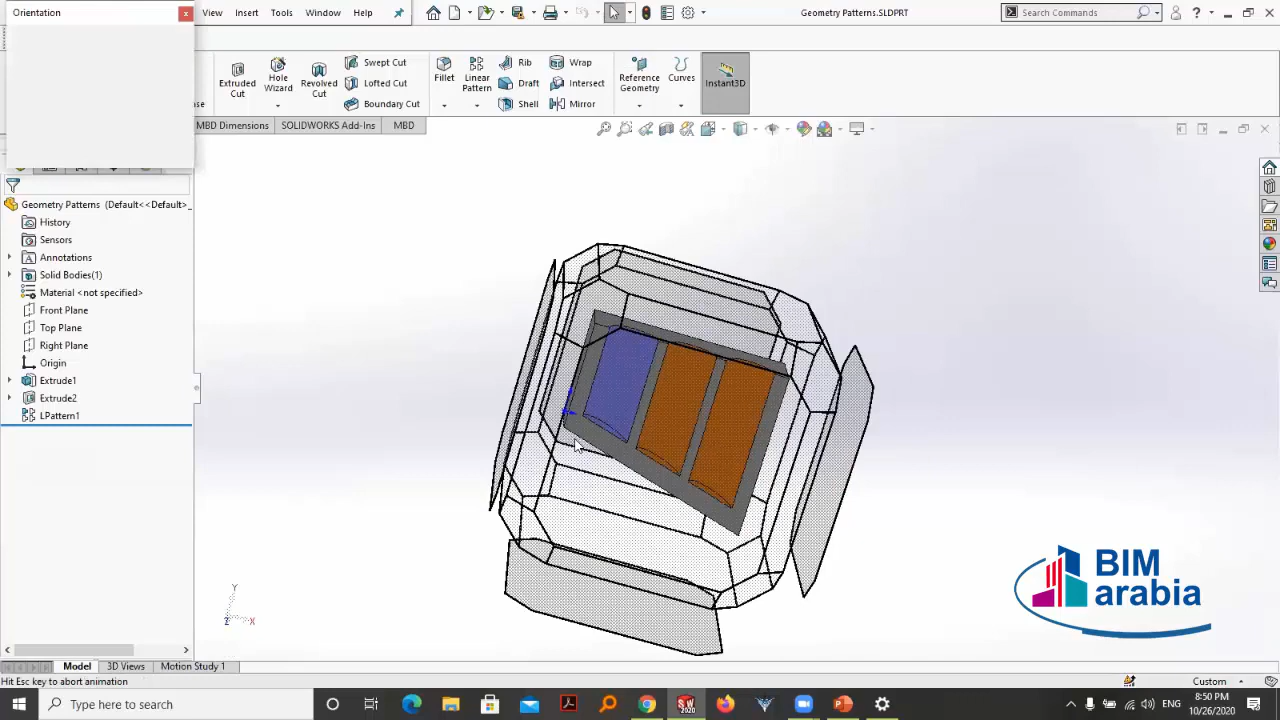 Orientation
View
Insert
Tools
Window
Help
Geometry Patterns.SLDPRT
Search Commands
Extruded Cut
Hole Wizard
Revolved Cut
Swept Cut
Lofted Cut
Boundary Cut
Fillet
Linear Pattern
Rib
Draft
Shell
Wrap
Intersect
Mirror
Reference Geometry
Curves
Instant3D
MBD Dimensions
SOLIDWORKS Add-Ins
MBD
Geometry Patterns (Default<<Default>_
History
Sensors
Annotations
Solid Bodies(1)
Material <not specified>
Front Plane
Top Plane
Right Plane
Origin
Extrude1
Extrude2
LPattern1
Y
Z
X
BIM
arabia
Model
3D Views
Motion Study 1
Hit Esc key to abort animation
Custom
Type here to search
ENG
8:50 PM
10/26/2020